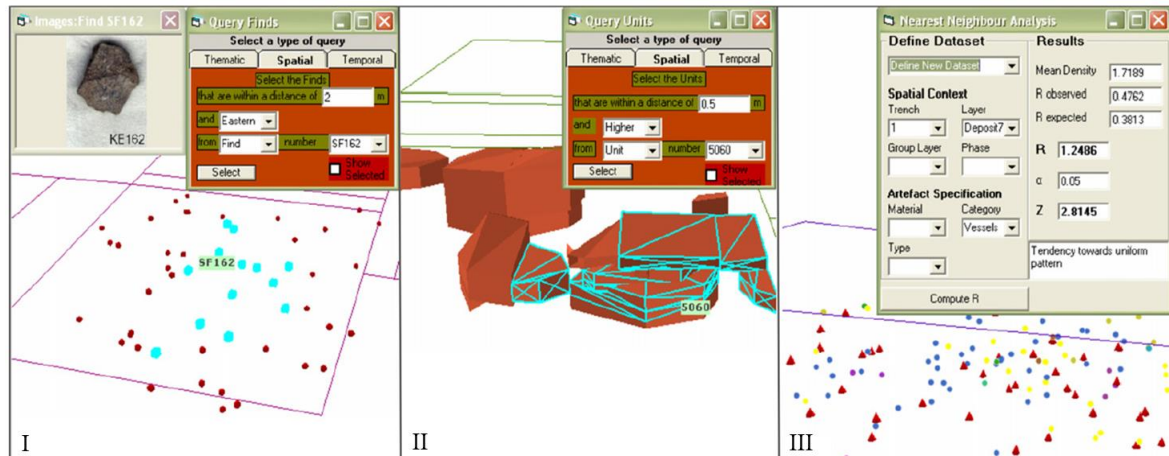 Images:Find SF162
KE162
Query Finds
Select a type of query
Thematic Spatial Temporal
Select the Finds
that are within a distance of 2 m
and Eastern
from Find number SF162
Select Show Selected
SF162
I
Query Units
Select a type of query
Thematic Spatial Temporal
Select the Units
that are within a distance of 0.5 m
and Higher
from Unit number 5060
Select Show Selected
5060
II
Nearest Neighbour Analysis
Define Dataset
Define New Dataset
Spatial Context
Trench Layer
1 Deposit7
Group Layer Phase
Artefact Specification
Material Category
Vessels
Type
Compute R
Results
Mean Density 1.7189
R observed 0.4762
R expected 0.3813
R 1.2486
α 0.05
Z 2.8145
Tendency towards uniform
pattern
III